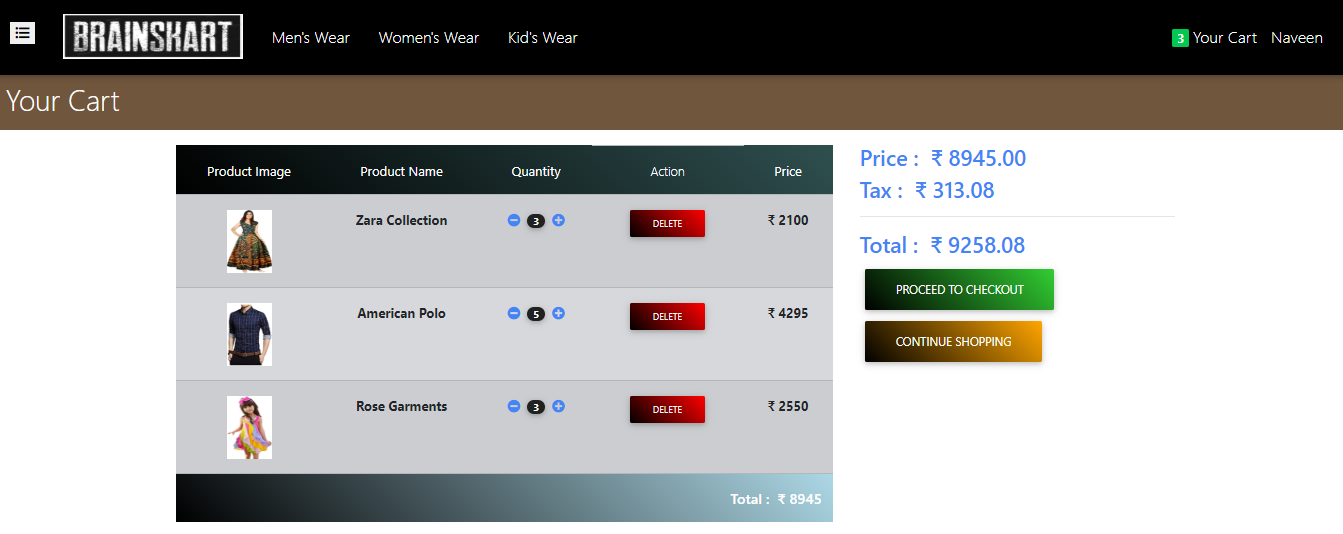 BRAINSKART Men's Wear Women's Wear Kid's Wear 3 Your Cart Naveen
Your Cart
Product Image Product Name Quantity Action Price
Zara Collection 3 DELETE ₹ 2100
American Polo 5 DELETE ₹ 4295
Rose Garments 3 DELETE ₹ 2550
Total : ₹ 8945
Price : ₹ 8945.00
Tax : ₹ 313.08
Total : ₹ 9258.08
PROCEED TO CHECKOUT
CONTINUE SHOPPING